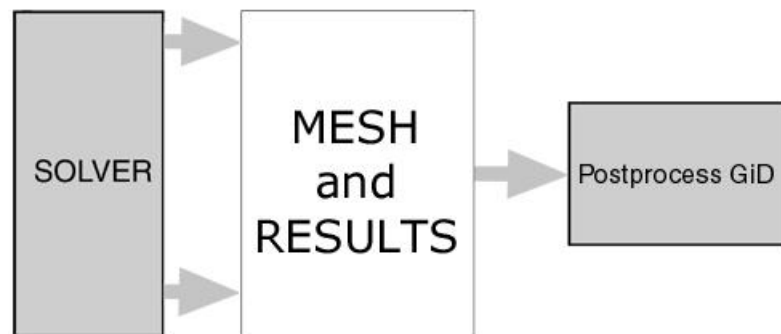 SOLVER
MESH
and
RESULTS
Postprocess GiD